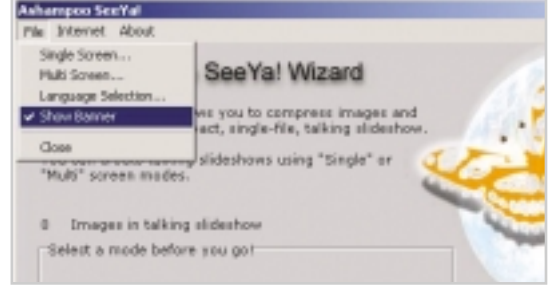 Ashampoo SeeYa!
File Internet About
Single Screen...
Multi Screen...
Language Selection...
✔ Show Banner
Close
SeeYa! Wizard
ws you to compress images and
act, single-file, talking slideshow.
slideshows using "Single" or
"Multi" screen modes.
0 Images in talking slideshow
Select a mode before you go!